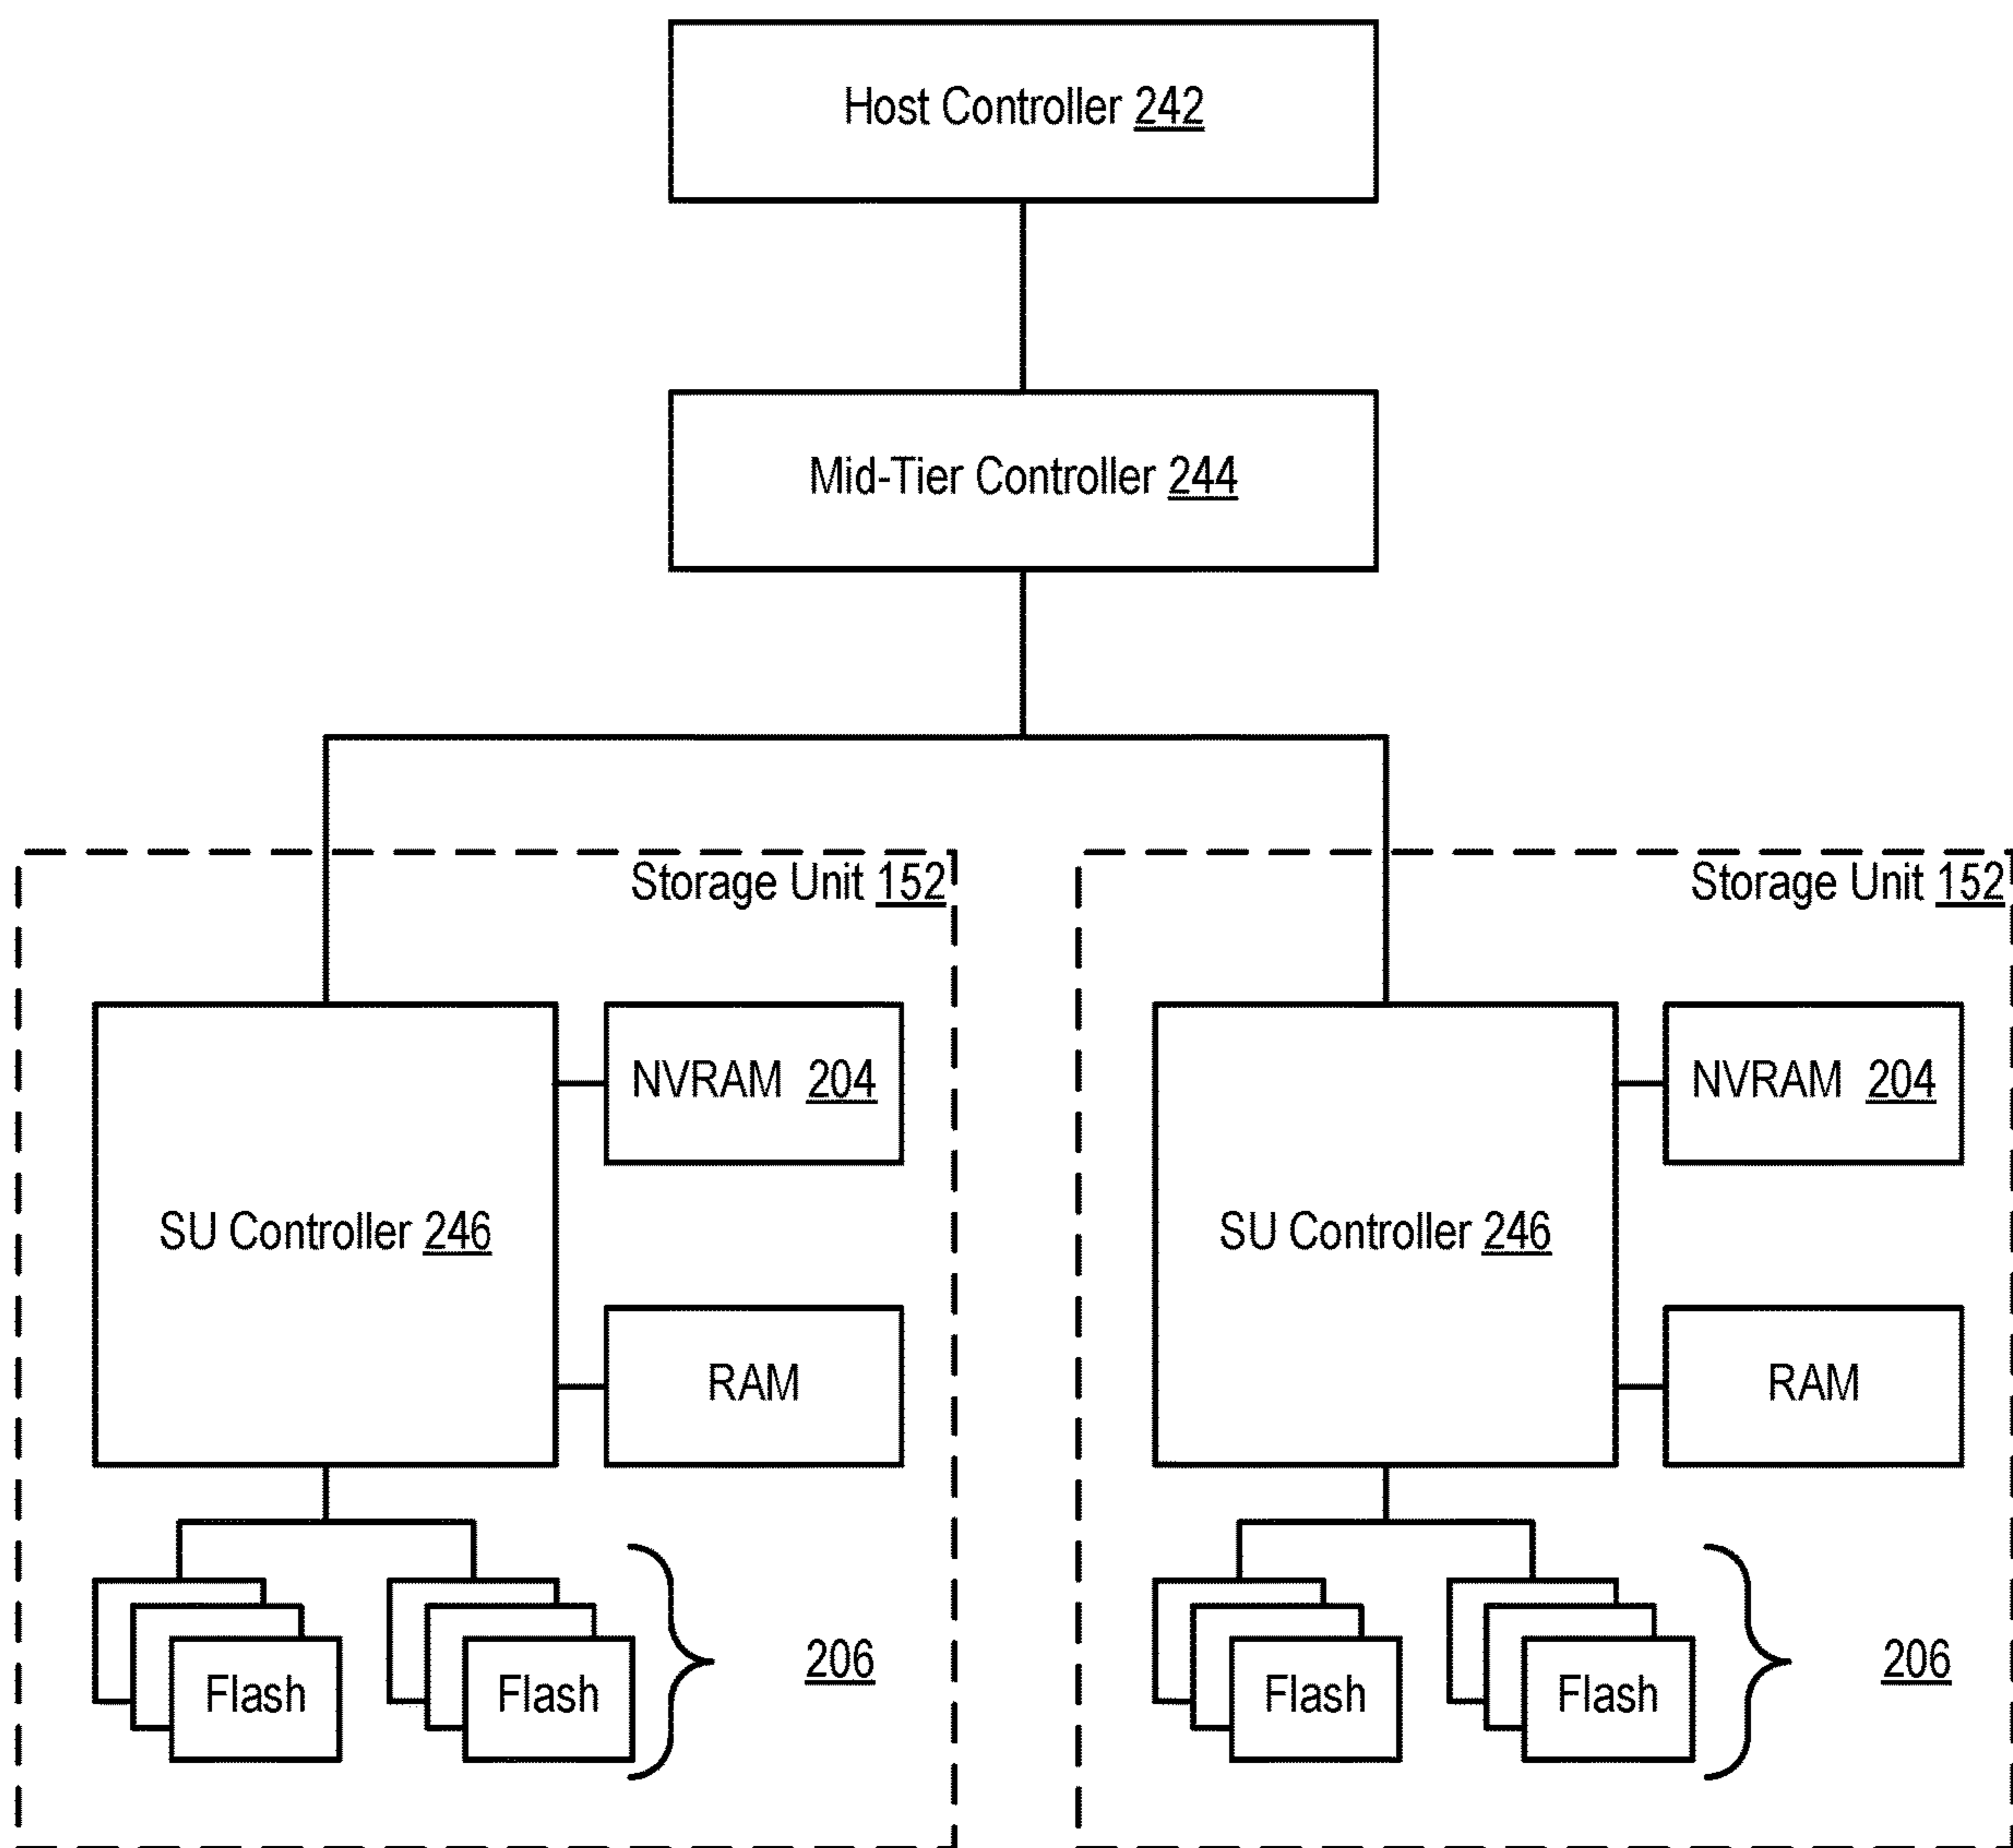 Host Controller 242
Mid-Tier Controller 244
Storage Unit 152
Storage Unit 152
NVRAM 204
NVRAM 204
SU Controller 246
SU Controller 246
RAM
RAM
206
206
Flash
Flash
Flash
Flash